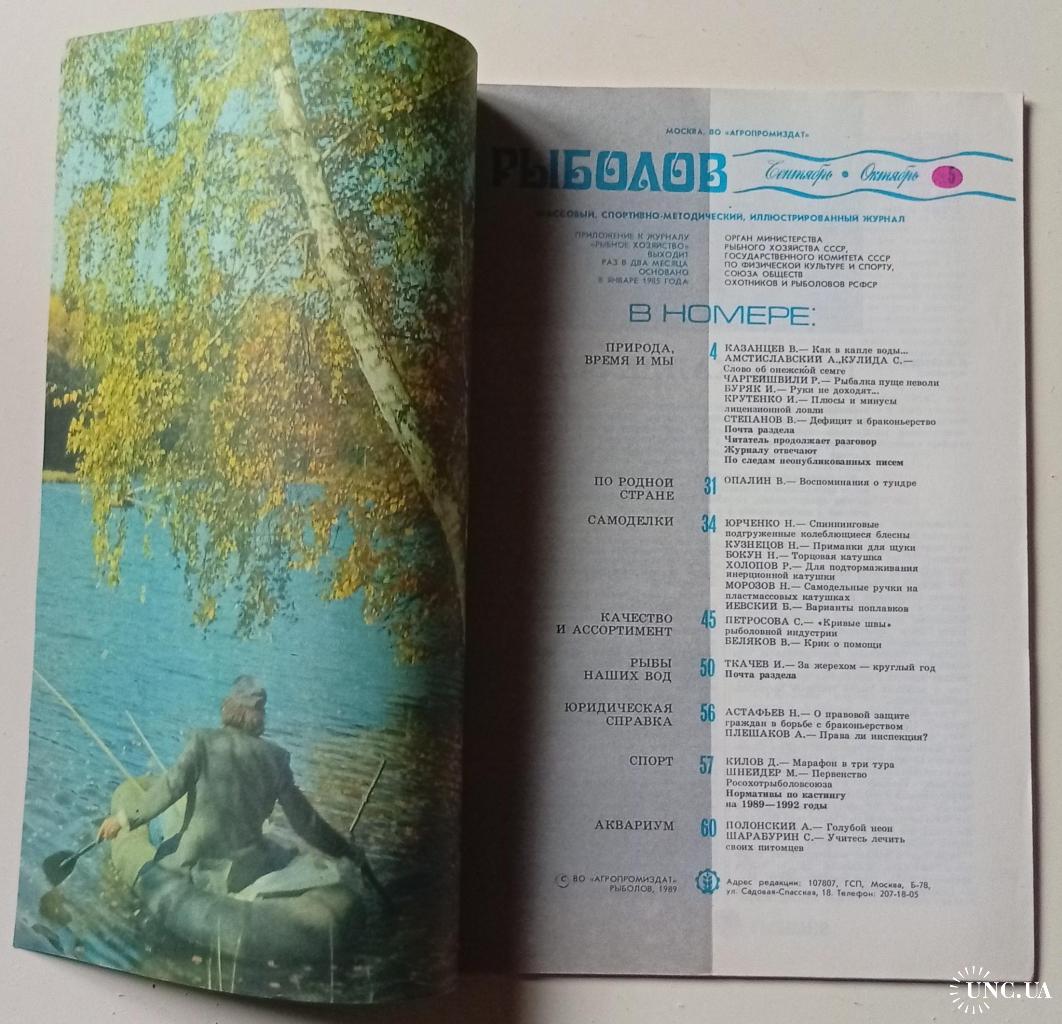 МОСКВА, ВО «АГРОПРОМИЗДАТ»
РЫБОЛОВ
Сентябрь • Октябрь 5
МАССОВЫЙ, СПОРТИВНО-МЕТОДИЧЕСКИЙ, ИЛЛЮСТРИРОВАННЫЙ ЖУРНАЛ
ПРИЛОЖЕНИЕ К ЖУРНАЛУ
«РЫБНОЕ ХОЗЯЙСТВО»
ВЫХОДИТ
РАЗ В ДВА МЕСЯЦА
ОСНОВАНО
В ЯНВАРЕ 1985 ГОДА
ОРГАН МИНИСТЕРСТВА
РЫБНОГО ХОЗЯЙСТВА СССР,
ГОСУДАРСТВЕННОГО КОМИТЕТА СССР
ПО ФИЗИЧЕСКОЙ КУЛЬТУРЕ И СПОРТУ,
СОЮЗА ОБЩЕСТВ
ОХОТНИКОВ И РЫБОЛОВОВ РСФСР
В НОМЕРЕ:
ПРИРОДА,
ВРЕМЯ И МЫ
4
КАЗАНЦЕВ В.— Как в капле воды...
АМСТИСЛАВСКИЙ А.,КУЛИДА С.—
Слово об онежской семге
ЧАРГЕИШВИЛИ Р.— Рыбалка пуще неволи
БУРЯК И.— Руки не доходят...
КРУТЕНКО И.— Плюсы и минусы
лицензионной ловли
СТЕПАНОВ В.— Дефицит и браконьерство
Почта раздела
Читатель продолжает разговор
Журналу отвечают
По следам неопубликованных писем
ПО РОДНОЙ
СТРАНЕ
31
ОПАЛИН В.— Воспоминания о тундре
САМОДЕЛКИ
34
ЮРЧЕНКО Н.— Спиннинговые
подгруженные колеблющиеся блесны
КУЗНЕЦОВ Н.— Приманки для щуки
БОКУН Н.— Торцовая катушка
ХОЛОПОВ Р.— Для подтормаживания
инерционной катушки
МОРОЗОВ Н.— Самодельные ручки на
пластмассовых катушках
ИЕВСКИЙ Б.— Варианты поплавков
КАЧЕСТВО
И АССОРТИМЕНТ
45
ПЕТРОСОВА С.— «Кривые швы»
рыболовной индустрии
БЕЛЯКОВ В.— Крик о помощи
РЫБЫ
НАШИХ ВОД
50
ТКАЧЕВ И.— За жерехом — круглый год
Почта раздела
ЮРИДИЧЕСКАЯ
СПРАВКА
56
АСТАФЬЕВ Н.— О правовой защите
граждан в борьбе с браконьерством
ПЛЕШАКОВ А.— Права ли инспекция?
СПОРТ
57
КИЛОВ Д.— Марафон в три тура
ШНЕЙДЕР М.— Первенство
Росохотрыболовсоюза
Нормативы по кастингу
на 1989—1992 годы
АКВАРИУМ
60
ПОЛОНСКИЙ А.— Голубой неон
ШАРАБУРИН С.— Учитесь лечить
своих питомцев
© ВО "АГРОПРОМИЗДАТ"
РЫБОЛОВ, 1989
Адрес редакции: 107807, ГСП, Москва, Б-78,
ул. Садовая-Спасская, 18. Телефон: 207-18-05
UNC.UA